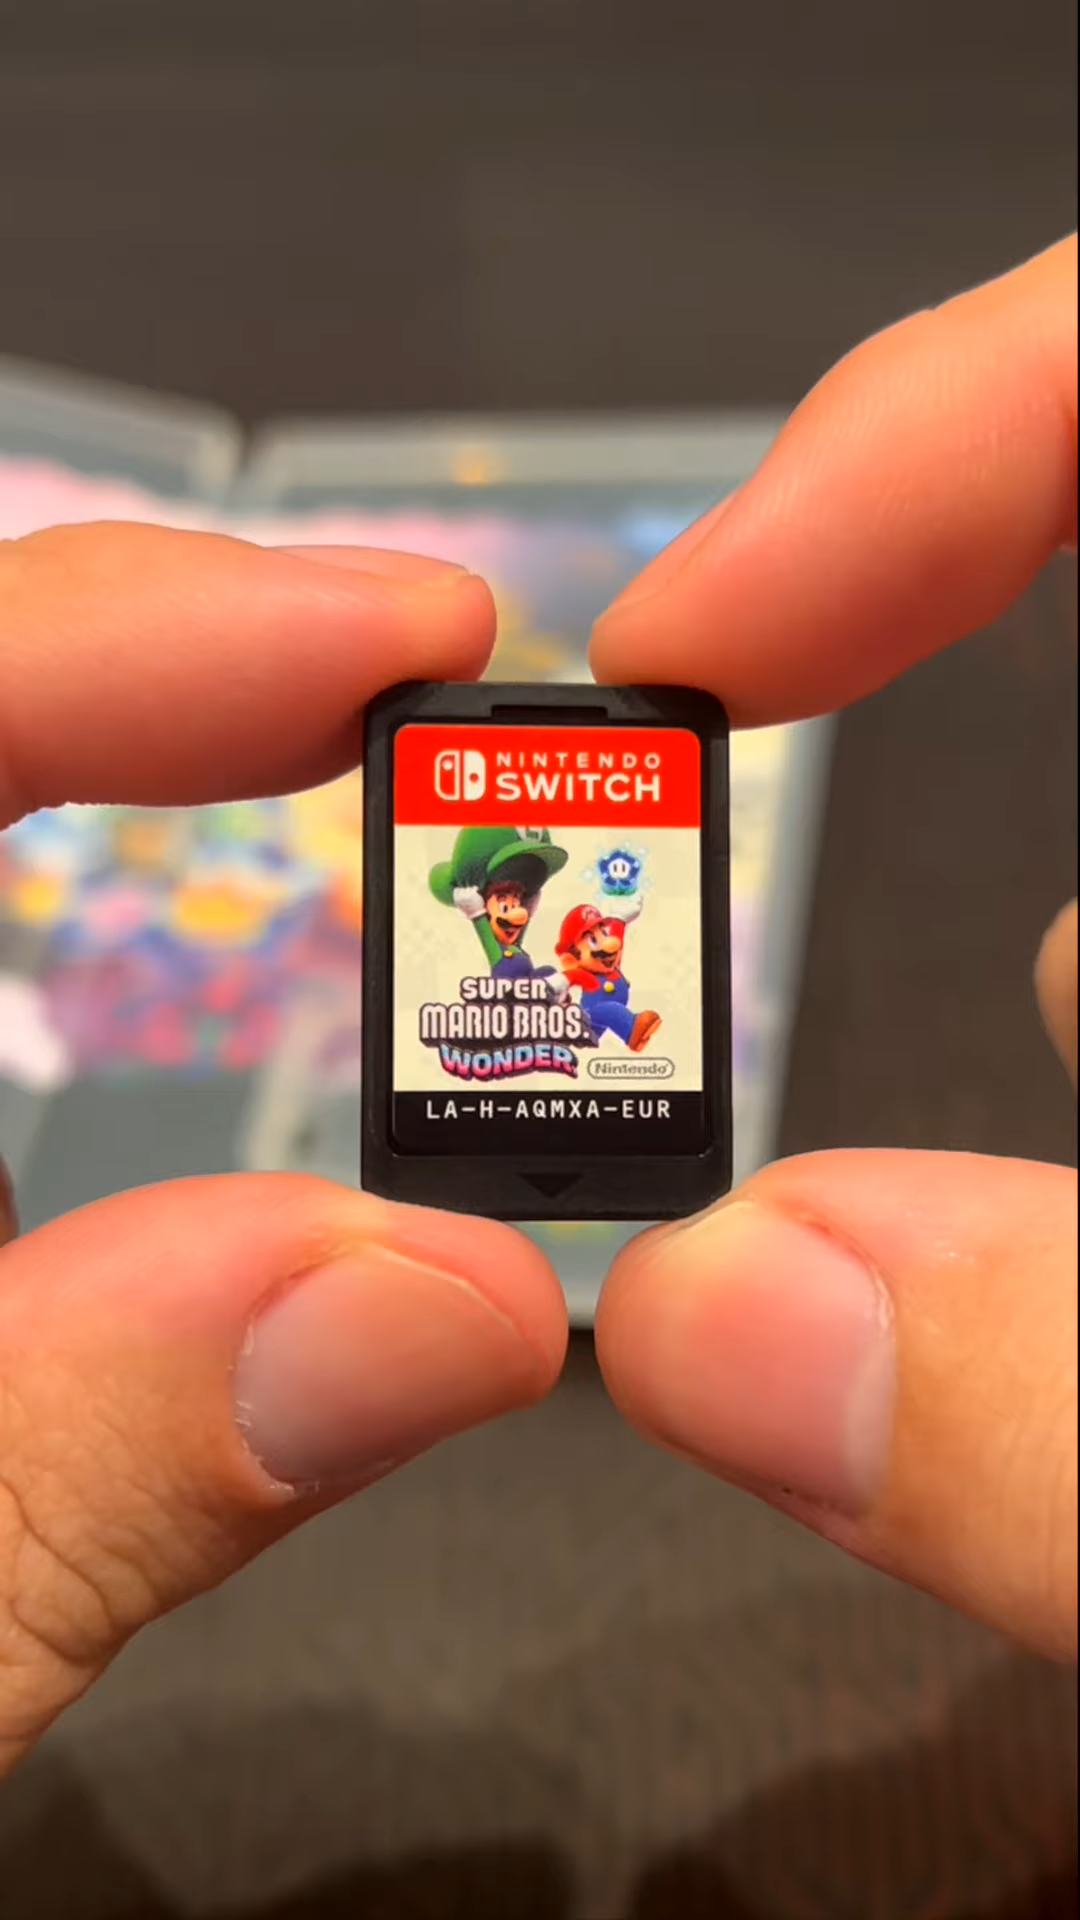 NINTENDO
SWITCH
SUPER
MARIO BROS.
WONDER
Nintendo
LA-H-AQMXA-EUR